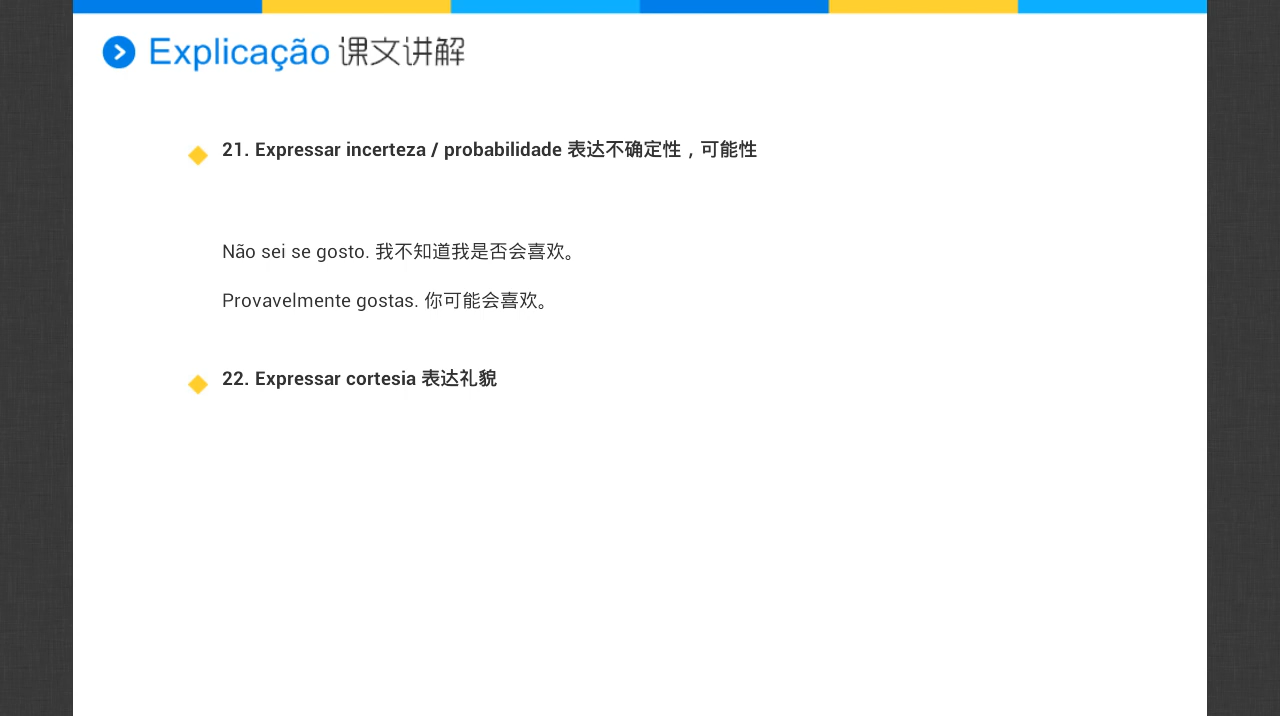 Explicação 课文讲解
21. Expressar incerteza / probabilidade 表达不确定性，可能性
Não sei se gosto. 我不知道我是否会喜欢。
Provavelmente gostas. 你可能会喜欢。
22. Expressar cortesia 表达礼貌